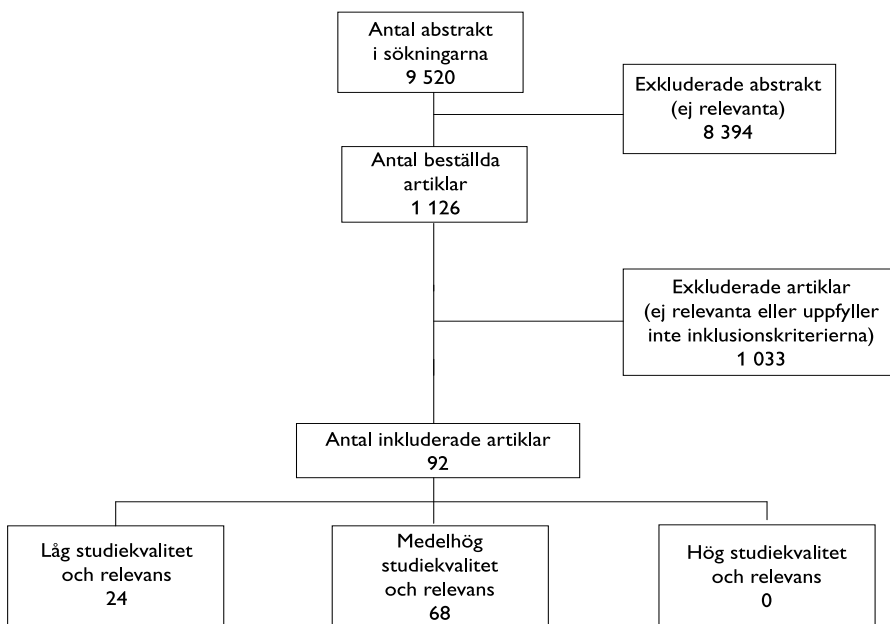 Antal abstrakt
i sökningarna
9 520
Exkluderade abstrakt
(ej relevanta)
8 394
Antal beställda
artiklar
1 126
Exkluderade artiklar
(ej relevanta eller uppfyller
inte inklusionskriterierna)
1 033
Antal inkluderade artiklar
92
Låg studiekvalitet
och relevans
24
Medelhög
studiekvalitet
och relevans
68
Hög studiekvalitet
och relevans
0